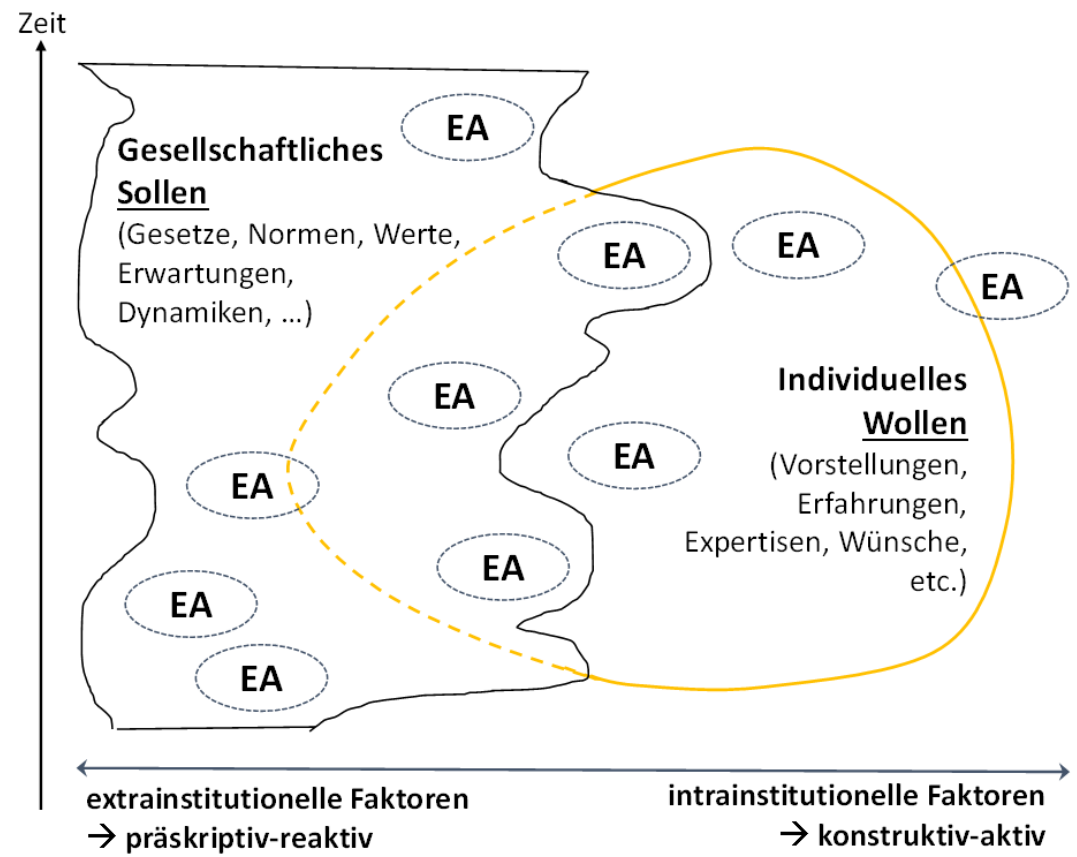 Zeit
EA
Gesellschaftliches
Sollen
(Gesetze, Normen, Werte,
Erwartungen,
Dynamiken, ...)
EA
EA
EA
EA
Individuelles
Wollen
(Vorstellungen,
Erfahrungen,
Expertisen, Wünsche,
etc.)
EA
EA
EA
EA
EA
extrainstitutionelle Faktoren
→ präskriptiv-reaktiv
intrainstitutionelle Faktoren
→ konstruktiv-aktiv